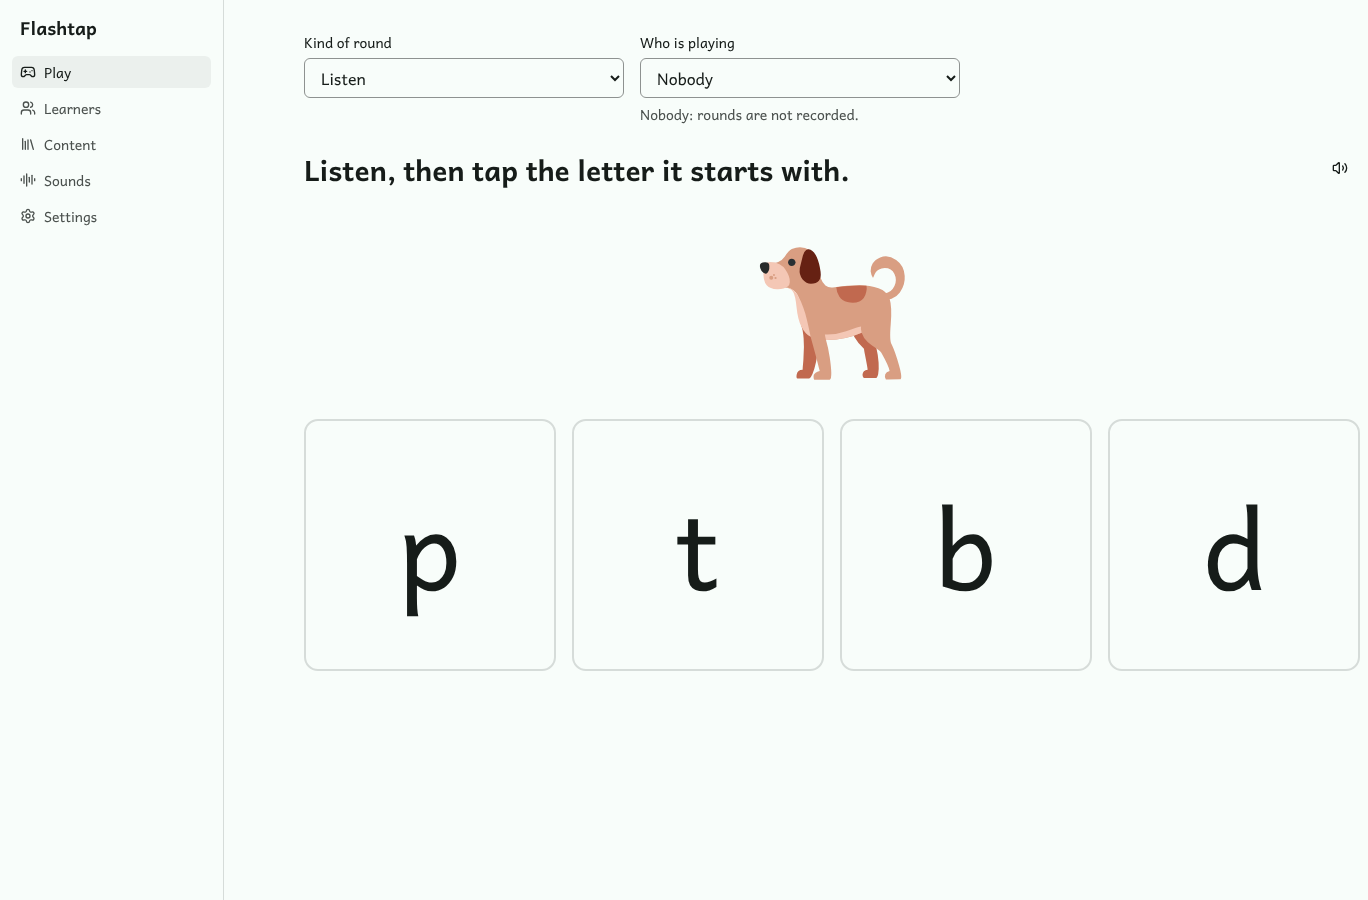 Flashtap
Play
Learners
Content
Sounds
Settings
Kind of round
Listen
Who is playing
Nobody
Nobody: rounds are not recorded.
Listen, then tap the letter it starts with.
p
t
b
d